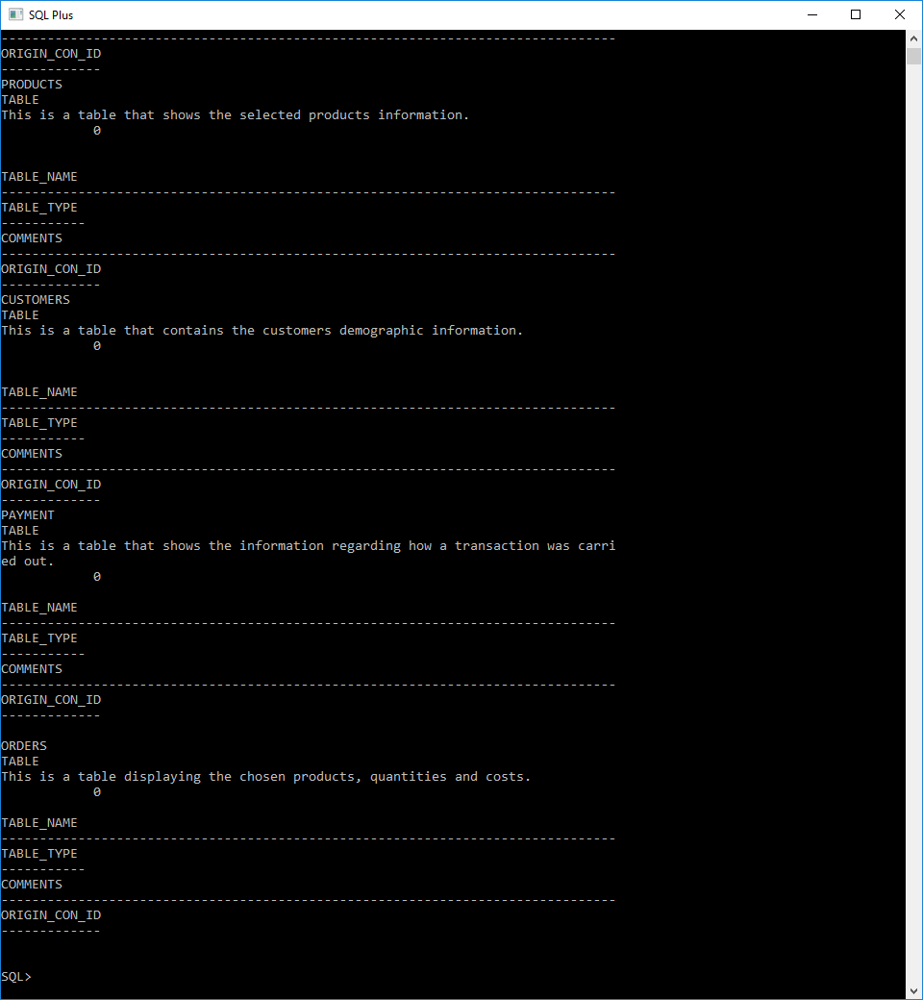 SQL Plus
--------------------------------------------------------------------------------
ORIGIN_CON_ID
-------------
PRODUCTS
TABLE
This is a table that shows the selected products information.
            0
TABLE_NAME
--------------------------------------------------------------------------------
TABLE_TYPE
-----------
COMMENTS
--------------------------------------------------------------------------------
ORIGIN_CON_ID
-------------
CUSTOMERS
TABLE
This is a table that contains the customers demographic information.
            0
TABLE_NAME
--------------------------------------------------------------------------------
TABLE_TYPE
-----------
COMMENTS
--------------------------------------------------------------------------------
ORIGIN_CON_ID
-------------
PAYMENT
TABLE
This is a table that shows the information regarding how a transaction was carri
ed out.
            0
TABLE_NAME
--------------------------------------------------------------------------------
TABLE_TYPE
-----------
COMMENTS
--------------------------------------------------------------------------------
ORIGIN_CON_ID
-------------
ORDERS
TABLE
This is a table displaying the chosen products, quantities and costs.
            0
TABLE_NAME
--------------------------------------------------------------------------------
TABLE_TYPE
-----------
COMMENTS
--------------------------------------------------------------------------------
ORIGIN_CON_ID
-------------
SQL>